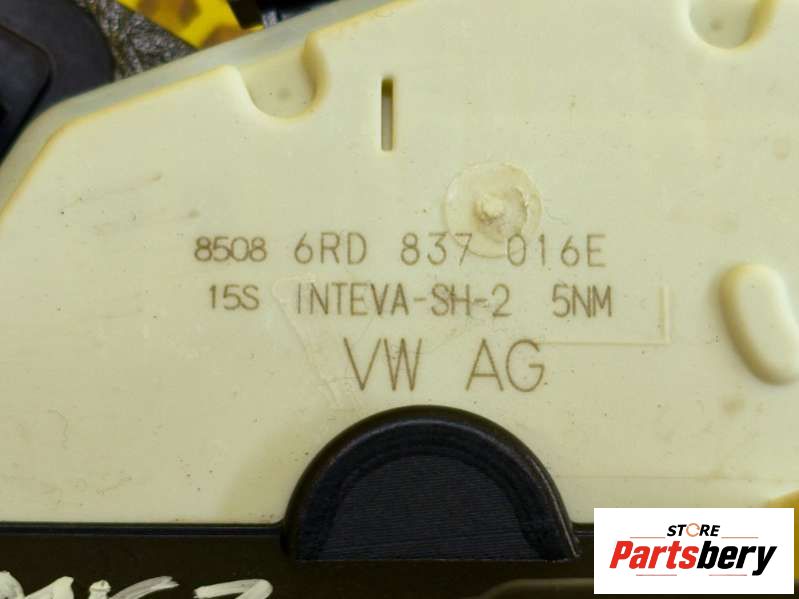 8508 6RD 837 016E
15S INTEVA-SH-2 5NM
VW AG
STORE
Partsbery